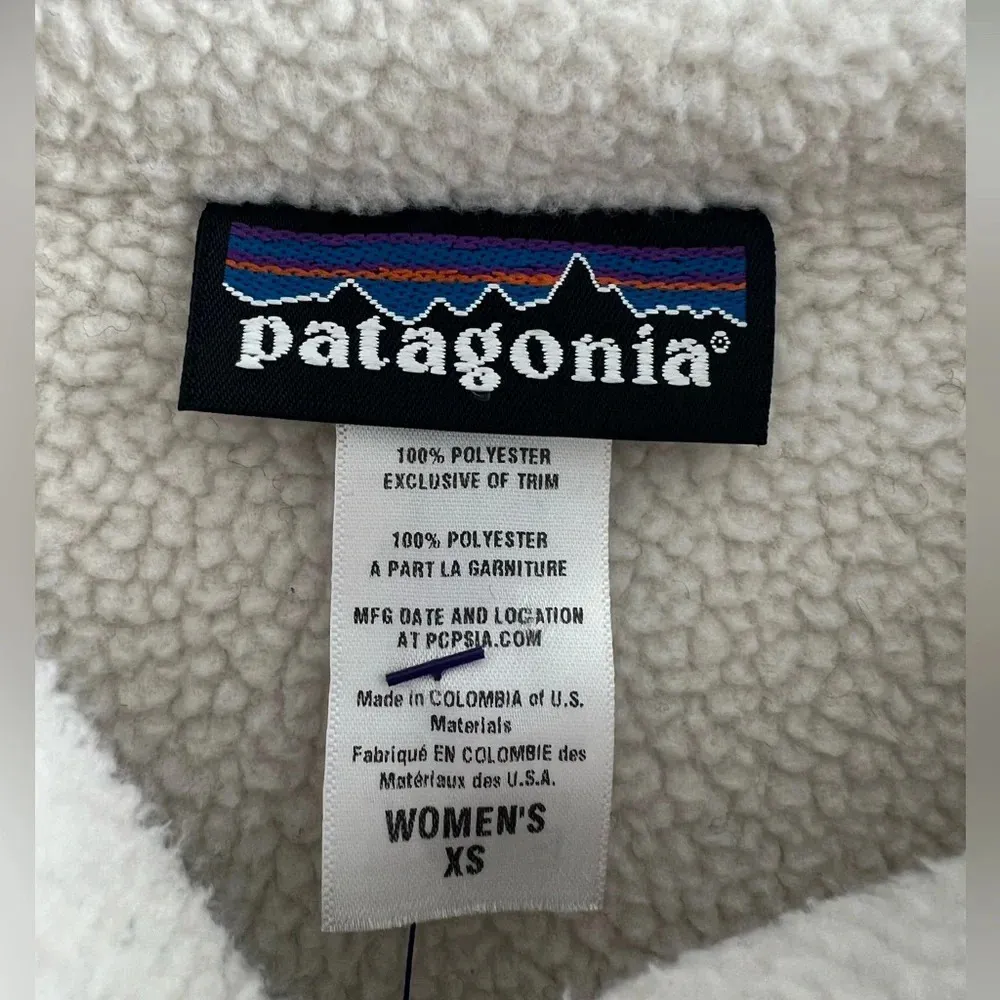 patagonia®
100% POLYESTER
EXCLUSIVE OF TRIM
100% POLYESTER
A PART LA GARNITURE
MFG DATE AND LOCATION
AT PCPSIA.COM
Made in COLOMBIA of U.S.
Materials
Fabriqué EN COLOMBIE des
Matériaux des U.S.A.
WOMEN'S
XS